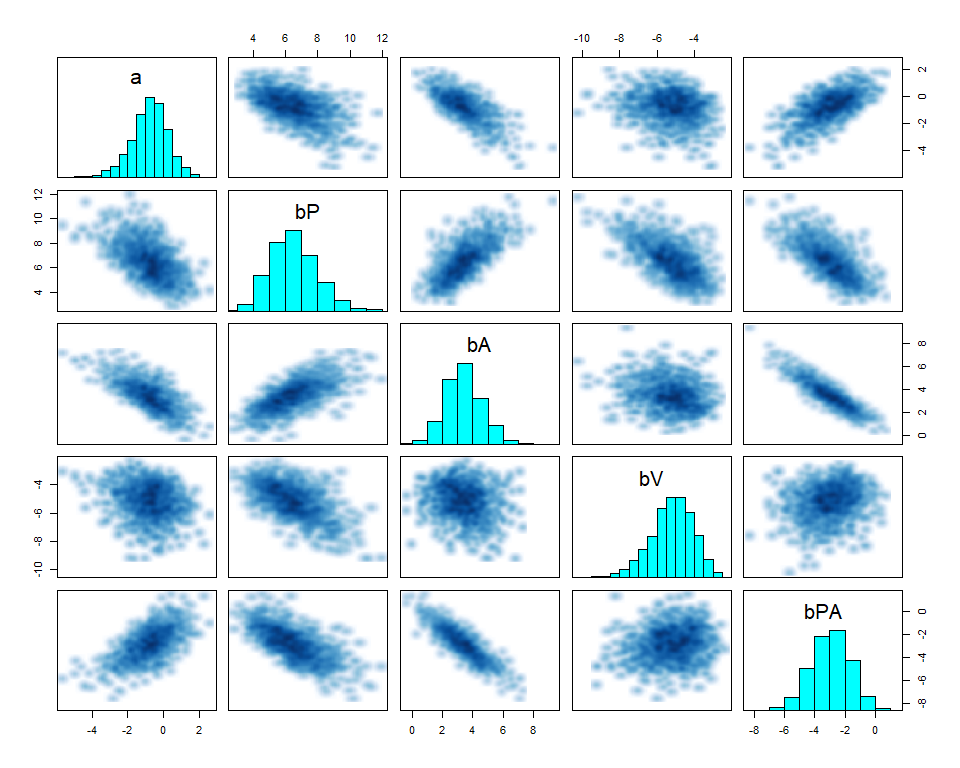 4 6 8 10 12
-10 -8 -6 -4
a
2 0 -2 -4
12 10 8 6 4
bP
bA
8 6 4 2 0
-4 -6 -8 -10
bV
bPA
0 -2 -4 -6 -8
-4 -2 0 2
0 2 4 6 8
-8 -6 -4 -2 0